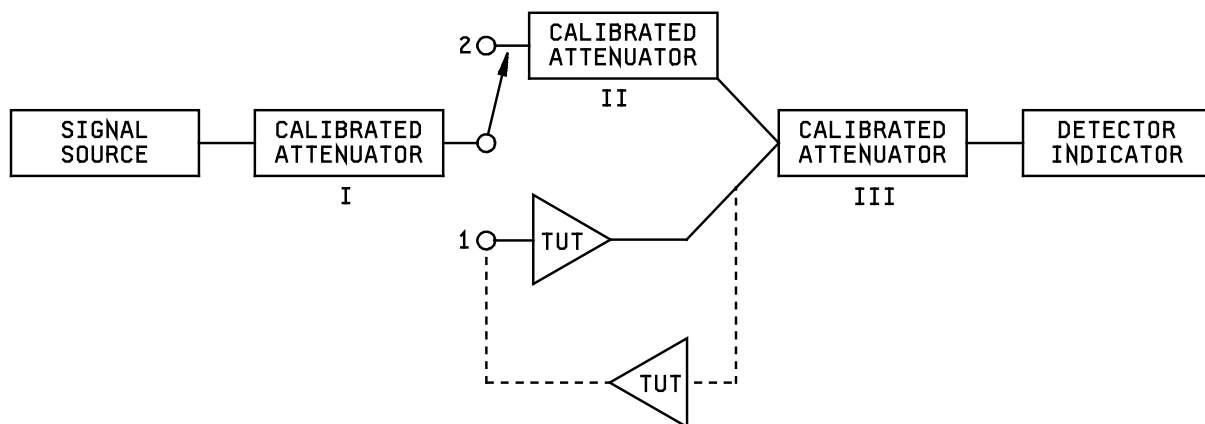 2
CALIBRATED
ATTENUATOR
II
SIGNAL
SOURCE
CALIBRATED
ATTENUATOR
I
CALIBRATED
ATTENUATOR
III
DETECTOR
INDICATOR
1
TUT
TUT